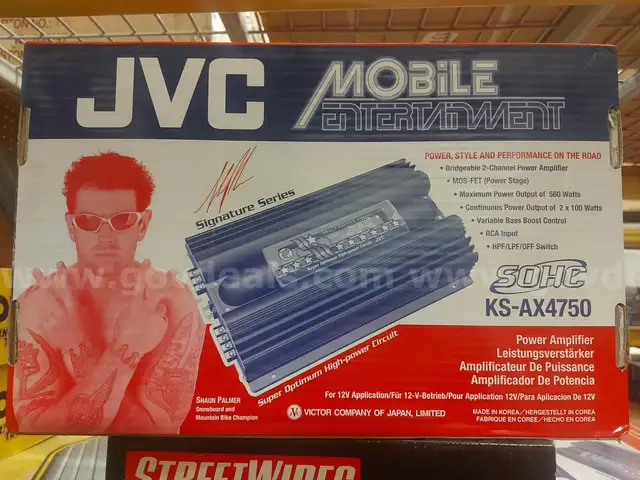 JVC
MOBiLE
ENTERTAINMENT
POWER, STYLE AND PERFORMANCE ON THE ROAD
• Bridgeable 2-Channel Power Amplifier
• MOS-FET (Power Stage)
• Maximum Power Output of 560 Watts
• Continuous Power Output of 2 x 100 Watts
• Variable Bass Boost Control
• RCA Input
• HPF/LPF/OFF Switch
Signature Series
www.govdeals.com
SOHC
KS-AX4750
Super Optimum High-power Circuit
Power Amplifier
Leistungsverstärker
Amplificateur De Puissance
Amplificador De Potencia
SHAUN PALMER
Snowboard and
Mountain Bike Champion
For 12V Application/Für 12-V-Betrieb/Pour Application 12V/Para Aplicacion De 12V
VICTOR COMPANY OF JAPAN, LIMITED
MADE IN KOREA/HERGESTELLT IN COREA
FABRIQUE EN COREE/HECHO EN COREA
STREETWIRES